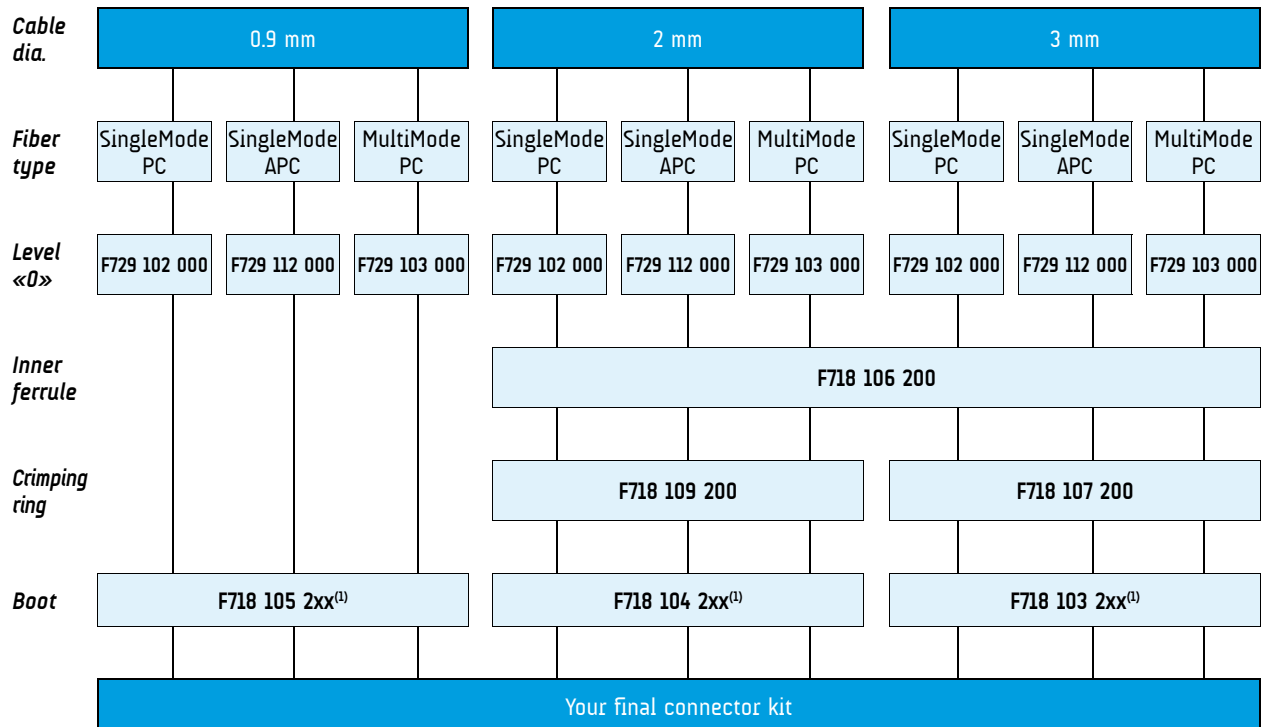 Cable
dia.
0.9 mm
2 mm
3 mm
Fiber
type
SingleMode
PC
SingleMode
APC
MultiMode
PC
SingleMode
PC
SingleMode
APC
MultiMode
PC
SingleMode
PC
SingleMode
APC
MultiMode
PC
Level
«0»
F729 102 000
F729 112 000
F729 103 000
F729 102 000
F729 112 000
F729 103 000
F729 102 000
F729 112 000
F729 103 000
Inner
ferrule
F718 106 200
Crimping
ring
F718 109 200
F718 107 200
Boot
F718 105 2xx(1)
F718 104 2xx(1)
F718 103 2xx(1)
Your final connector kit